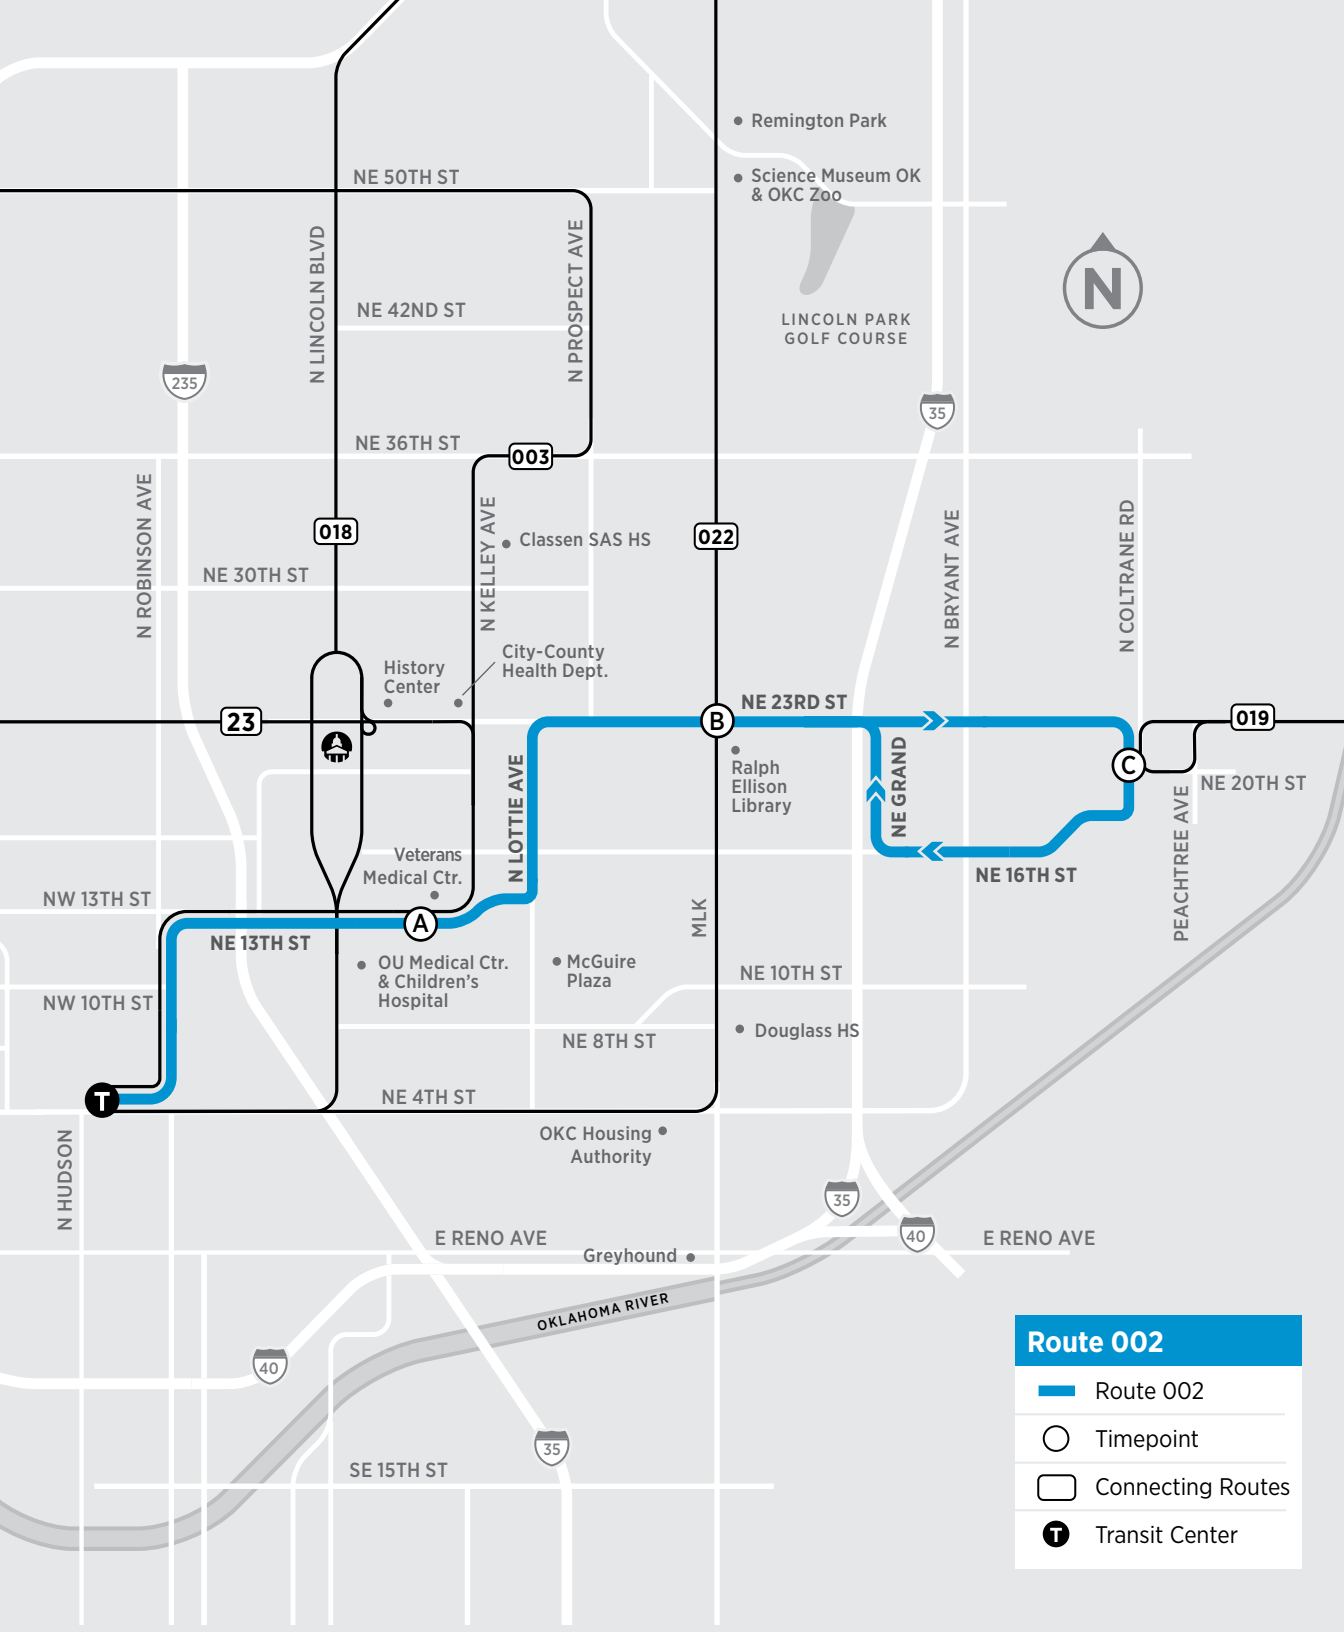 Remington Park
Science Museum OK
& OKC Zoo
NE 50TH ST
N LINCOLN BLVD
N PROSPECT AVE
NE 42ND ST
LINCOLN PARK
GOLF COURSE
N
235
35
NE 36TH ST
003
N ROBINSON AVE
018
N KELLEY AVE
Classen SAS HS
022
N BRYANT AVE
N COLTRANE RD
NE 30TH ST
City-County
Health Dept.
History
Center
23
B
NE 23RD ST
019
C
NE 20TH ST
Ralph
Ellison
Library
NE GRAND
N LOTTIE AVE
PEACHTREE AVE
Veterans
Medical Ctr.
NE 16TH ST
NW 13TH ST
A
MLK
NE 13TH ST
OU Medical Ctr.
& Children's
Hospital
McGuire
Plaza
NE 10TH ST
NW 10TH ST
Douglass HS
NE 8TH ST
T
NE 4TH ST
N HUDSON
OKC Housing
Authority
35
40
E RENO AVE
E RENO AVE
Greyhound
OKLAHOMA RIVER
40
35
SE 15TH ST
Route 002
Route 002
Timepoint
Connecting Routes
T
Transit Center